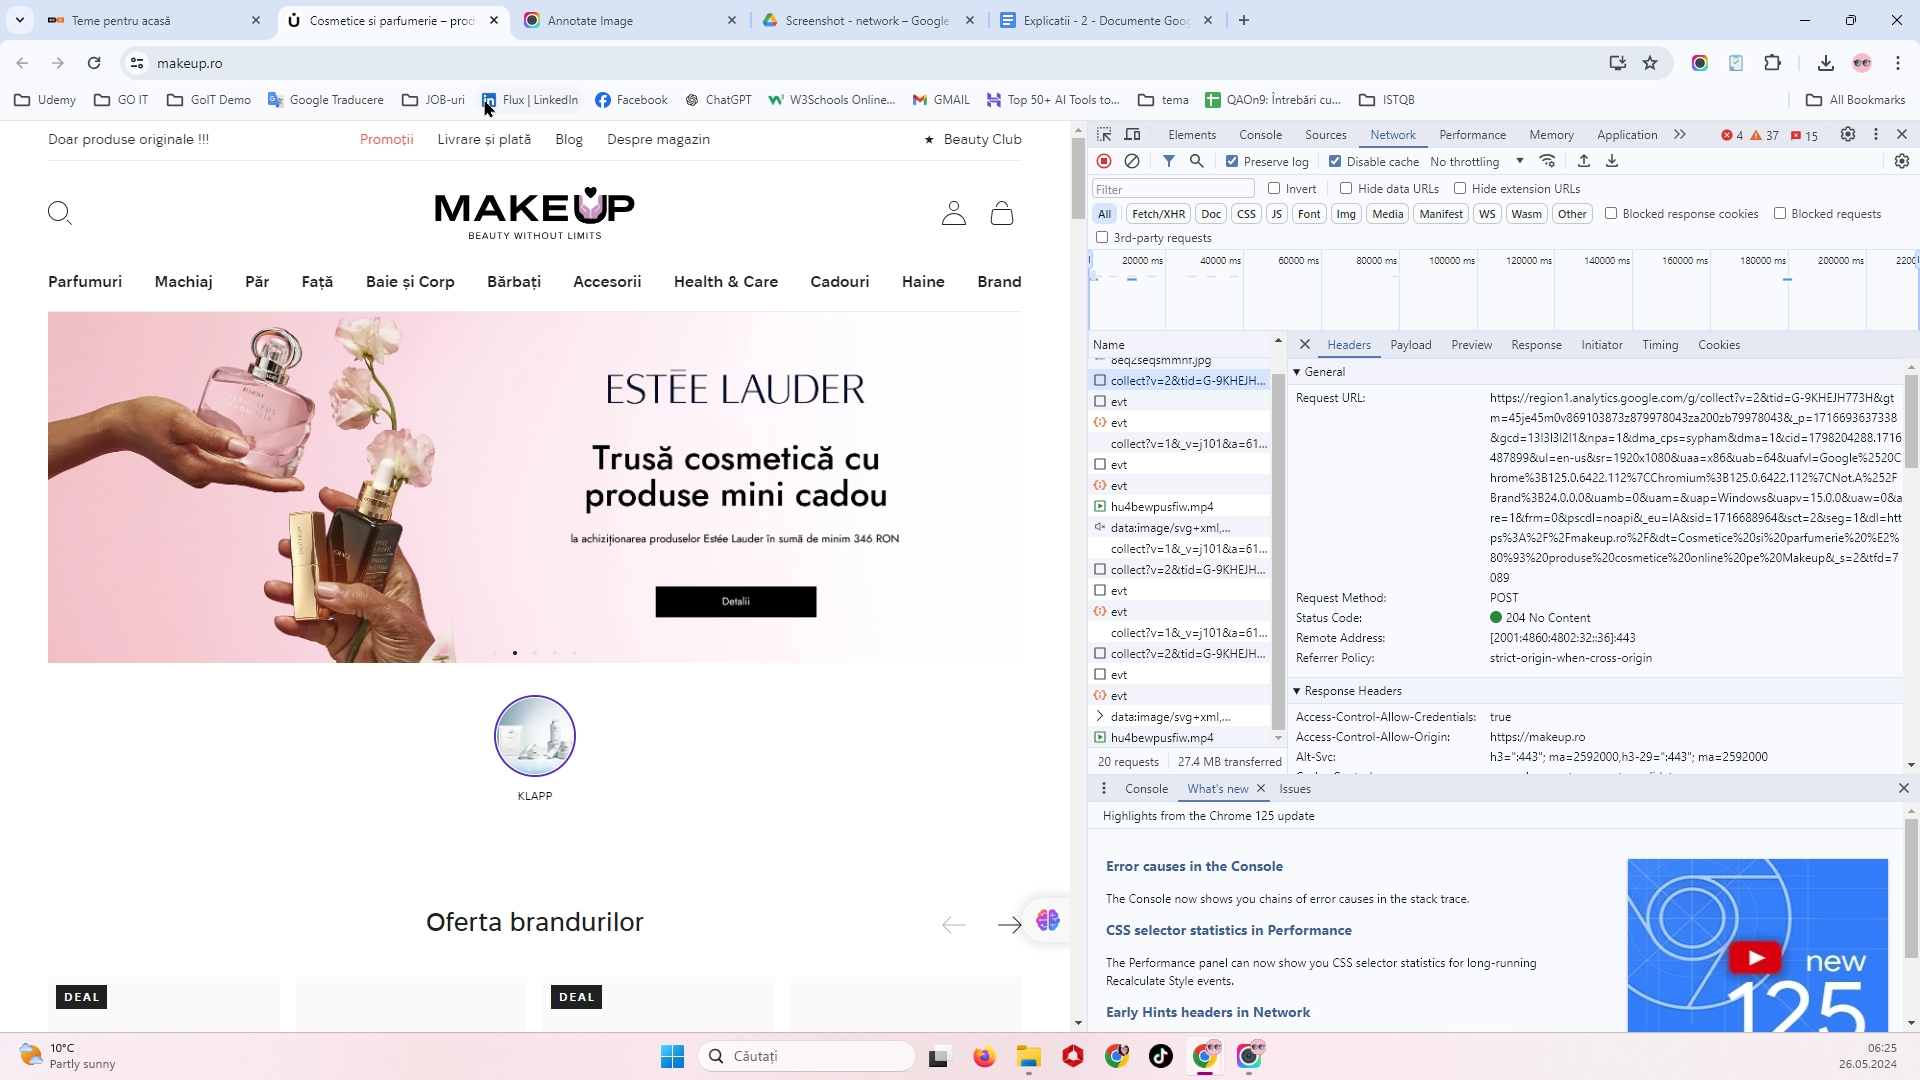 Teme pentru acasă
Cosmetice si parfumerie – prod
Annotate Image
Screenshot - network – Google
Explicatii - 2 - Documente Goog
makeup.ro
Udemy
GO IT
GoIT Demo
Google Traducere
JOB-uri
Flux | LinkedIn
Facebook
ChatGPT
W3Schools Online...
GMAIL
Top 50+ AI Tools to...
tema
QAOn9: Întrebări cu...
ISTQB
All Bookmarks
Doar produse originale !!!
Promoții
Livrare și plată
Blog
Despre magazin
★ Beauty Club
MAKEUP
BEAUTY WITHOUT LIMITS
Parfumuri
Machiaj
Păr
Față
Baie și Corp
Bărbați
Accesorii
Health & Care
Cadouri
Haine
Brand
ESTĒE LAUDER
Trusă cosmetică cu
produse mini cadou
la achiziționarea produselor Estée Lauder în sumă de minim 346 RON
Detalii
KLAPP
Oferta brandurilor
DEAL
DEAL
Elements
Console
Sources
Network
Performance
Memory
Application
4
37
15
Preserve log
Disable cache
No throttling
Filter
Invert
Hide data URLs
Hide extension URLs
All
Fetch/XHR
Doc
CSS
JS
Font
Img
Media
Manifest
WS
Wasm
Other
Blocked response cookies
Blocked requests
3rd-party requests
20000 ms
40000 ms
60000 ms
80000 ms
100000 ms
120000 ms
140000 ms
160000 ms
180000 ms
200000 ms
2200
Name
8eq2seqsmmnf.jpg
collect?v=2&tid=G-9KHEJH...
evt
evt
collect?v=1&_v=j101&a=61...
evt
evt
hu4bewpusfiw.mp4
data:image/svg+xml,...
collect?v=1&_v=j101&a=61...
collect?v=2&tid=G-9KHEJH...
evt
evt
collect?v=1&_v=j101&a=61...
collect?v=2&tid=G-9KHEJH...
evt
evt
data:image/svg+xml,...
hu4bewpusfiw.mp4
20 requests
27.4 MB transferred
Headers
Payload
Preview
Response
Initiator
Timing
Cookies
General
Request URL:
https://region1.analytics.google.com/g/collect?v=2&tid=G-9KHEJH773H&gt
m=45je45m0v869103873z879978043za200zb79978043&_p=1716693637338
&gcd=13l3l3l2l1&npa=1&dma_cps=sypham&dma=1&cid=1798204288.1716
487899&ul=en-us&sr=1920x1080&uaa=x86&uab=64&uafvl=Google%2520C
hrome%3B125.0.6422.112%7CChromium%3B125.0.6422.112%7CNot.A%252F
Brand%3B24.0.0.0&uamb=0&uam=&uap=Windows&uapv=15.0.0&uaw=0&a
re=1&frm=0&pscdl=noapi&_eu=IA&sid=1716688964&sct=2&seg=1&dl=htt
ps%3A%2F%2Fmakeup.ro%2F&dt=Cosmetice%20si%20parfumerie%20%E2%
80%93%20produse%20cosmetice%20online%20pe%20Makeup&_s=2&tfd=7
089
Request Method:
POST
Status Code:
204 No Content
Remote Address:
[2001:4860:4802:32::36]:443
Referrer Policy:
strict-origin-when-cross-origin
Response Headers
Access-Control-Allow-Credentials:
true
Access-Control-Allow-Origin:
https://makeup.ro
Alt-Svc:
h3=":443"; ma=2592000,h3-29=":443"; ma=2592000
Console
What's new
Issues
Highlights from the Chrome 125 update
Error causes in the Console
The Console now shows you chains of error causes in the stack trace.
CSS selector statistics in Performance
The Performance panel can now show you CSS selector statistics for long-running
Recalculate Style events.
Early Hints headers in Network
new
125
10°C
Partly sunny
Căutați
06:25
26.05.2024